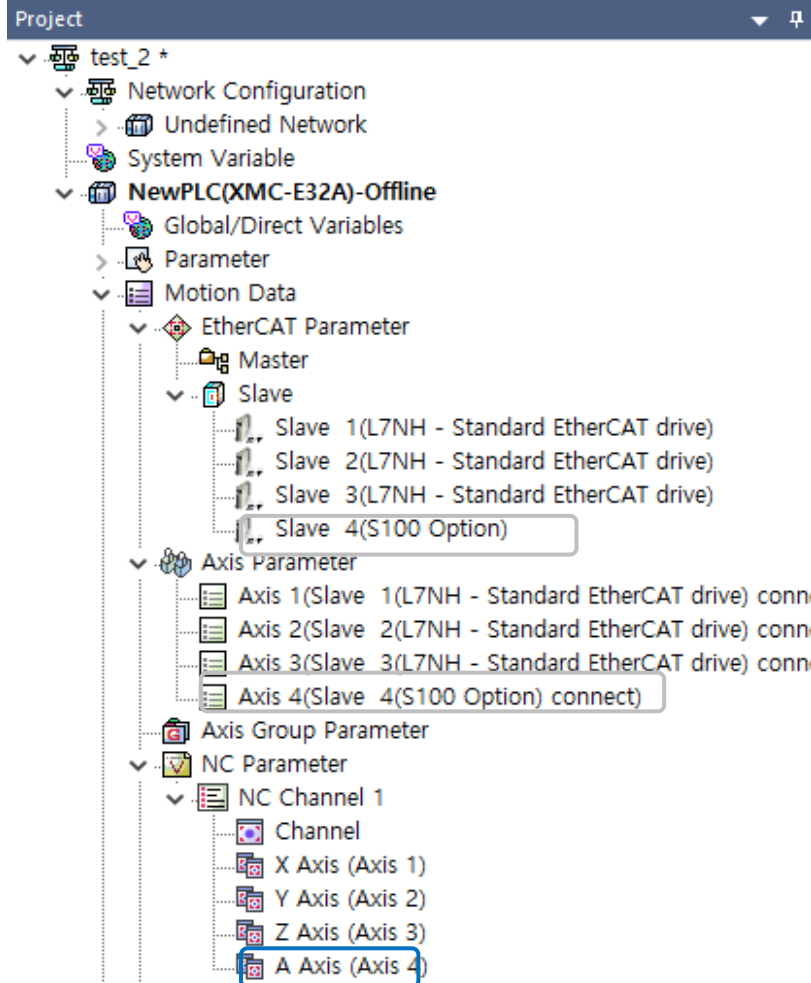 Project
test_2 *
Network Configuration
Undefined Network
System Variable
NewPLC(XMC-E32A)-Offline
Global/Direct Variables
Parameter
Motion Data
EtherCAT Parameter
Master
Slave
Slave 1(L7NH - Standard EtherCAT drive)
Slave 2(L7NH - Standard EtherCAT drive)
Slave 3(L7NH - Standard EtherCAT drive)
Slave 4(S100 Option)
Axis Parameter
Axis 1(Slave 1(L7NH - Standard EtherCAT drive) conn
Axis 2(Slave 2(L7NH - Standard EtherCAT drive) conn
Axis 3(Slave 3(L7NH - Standard EtherCAT drive) conn
Axis 4(Slave 4(S100 Option) connect)
Axis Group Parameter
NC Parameter
NC Channel 1
Channel
X Axis (Axis 1)
Y Axis (Axis 2)
Z Axis (Axis 3)
A Axis (Axis 4)